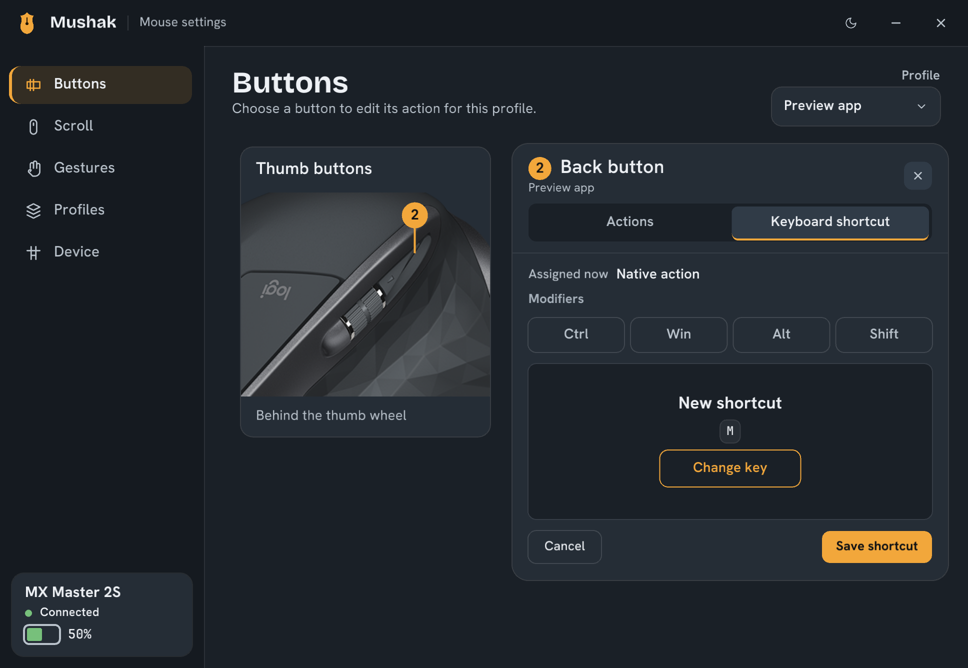 Mushak
Mouse settings
Buttons
Scroll
Gestures
Profiles
Device
MX Master 2S
Connected
50%
Buttons
Choose a button to edit its action for this profile.
Profile
Preview app
Thumb buttons
2
logi
Behind the thumb wheel
2 Back button
Preview app
Actions
Keyboard shortcut
Assigned now Native action
Modifiers
Ctrl
Win
Alt
Shift
New shortcut
M
Change key
Cancel
Save shortcut